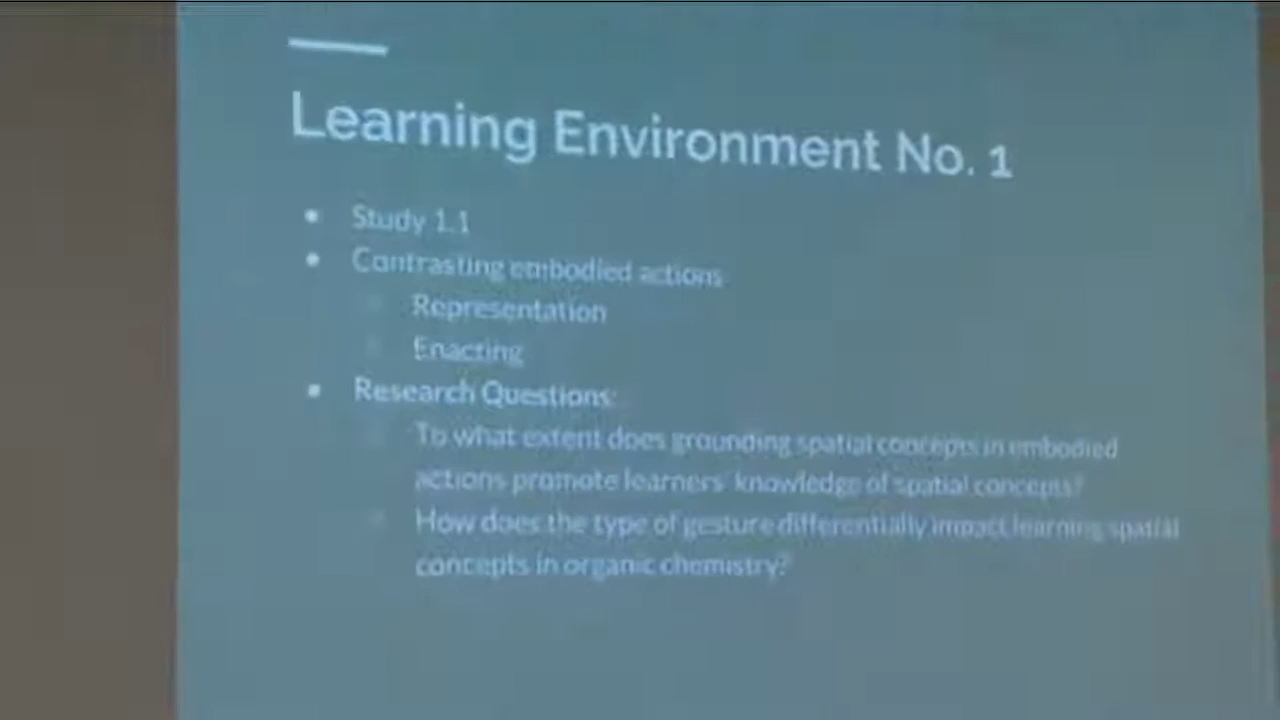 Learning Environment No. 1
Study 1.1
Contrasting embodied actions
Representation
Enacting
Research Questions:
To what extent does grounding spatial concepts in embodied
actions promote learners' knowledge of spatial concepts?
How does the type of gesture differentially impact learning spatial
concepts in organic chemistry?